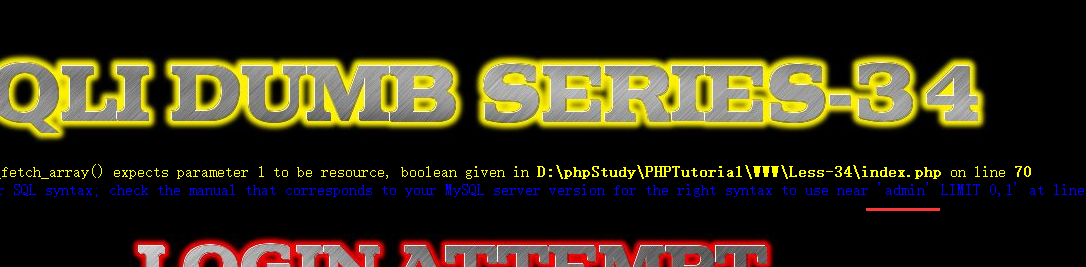 QLI DUMB SERIES-34
_fetch_array() expects parameter 1 to be resource, boolean given in D:\phpStudy\PHPTutorial\WWW\Less-34\index.php on line 70
r SQL syntax; check the manual that corresponds to your MySQL server version for the right syntax to use near 'admin' LIMIT 0,1' at line
LOGIN ATTEMPT